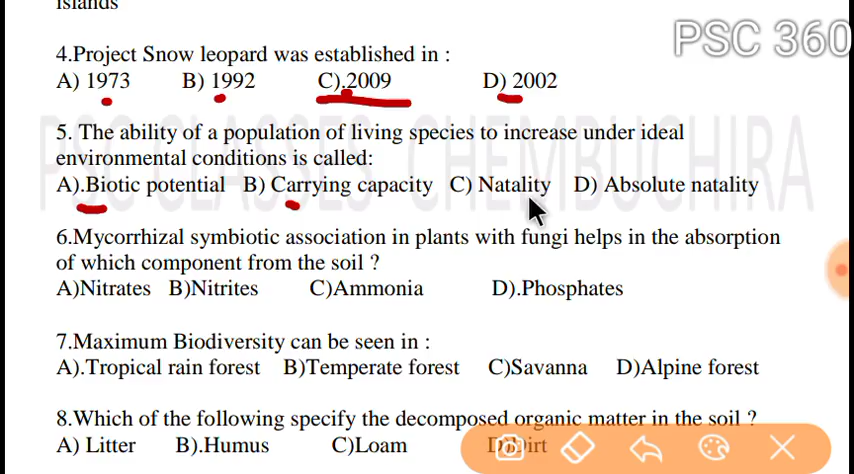 islands
PSC 360
4.Project Snow leopard was established in :
A) 1973 B) 1992 C).2009 D) 2002
5. The ability of a population of living species to increase under ideal
environmental conditions is called:
A).Biotic potential B) Carrying capacity C) Natality D) Absolute natality
PSC CLASSES CHEMBUCHIRA
6.Mycorrhizal symbiotic association in plants with fungi helps in the absorption
of which component from the soil ?
A)Nitrates B)Nitrites C)Ammonia D).Phosphates
7.Maximum Biodiversity can be seen in :
A).Tropical rain forest B)Temperate forest C)Savanna D)Alpine forest
8.Which of the following specify the decomposed organic matter in the soil ?
A) Litter B).Humus C)Loam D)Dirt